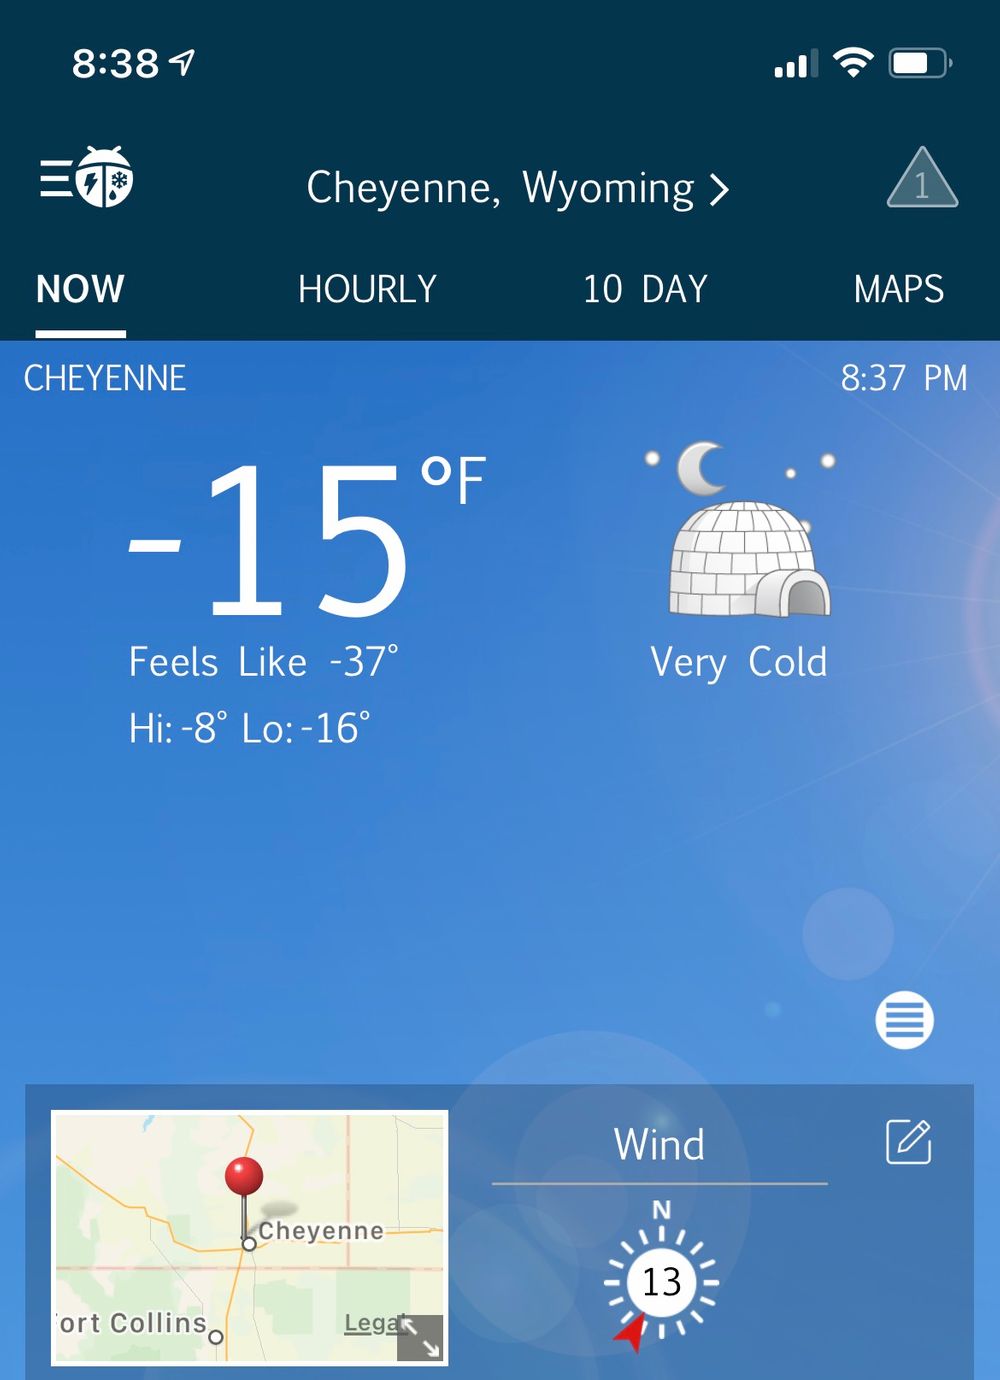 8:38
Cheyenne, Wyoming
1
NOW HOURLY 10 DAY MAPS
CHEYENNE 8:37 PM
-15°F
Feels Like -37°
Very Cold
Hi: -8° Lo: -16°
Wind
N
13
Cheyenne
ort Collins
Lega